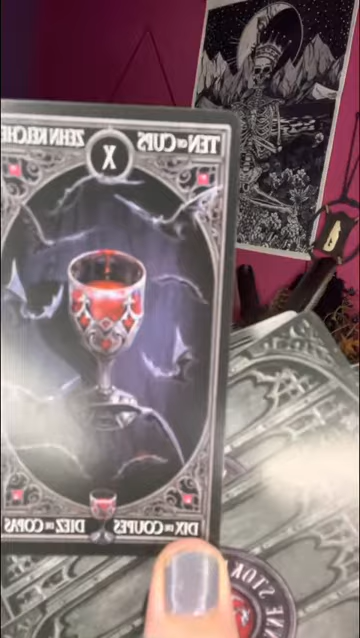 TEN OF CUPS
X
ZEHN KELCHE
DIX DE COUPES
DIEZ DE COPAS